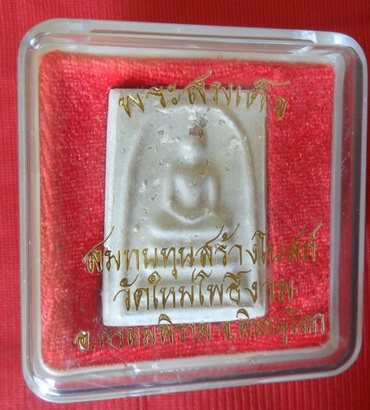 พระสมเด็จ
สมทบทุนสร้างโบสถ์
วัดใหม่โพธิ์งาม
อ.พรหมพิราม จ.พิษณุโลก